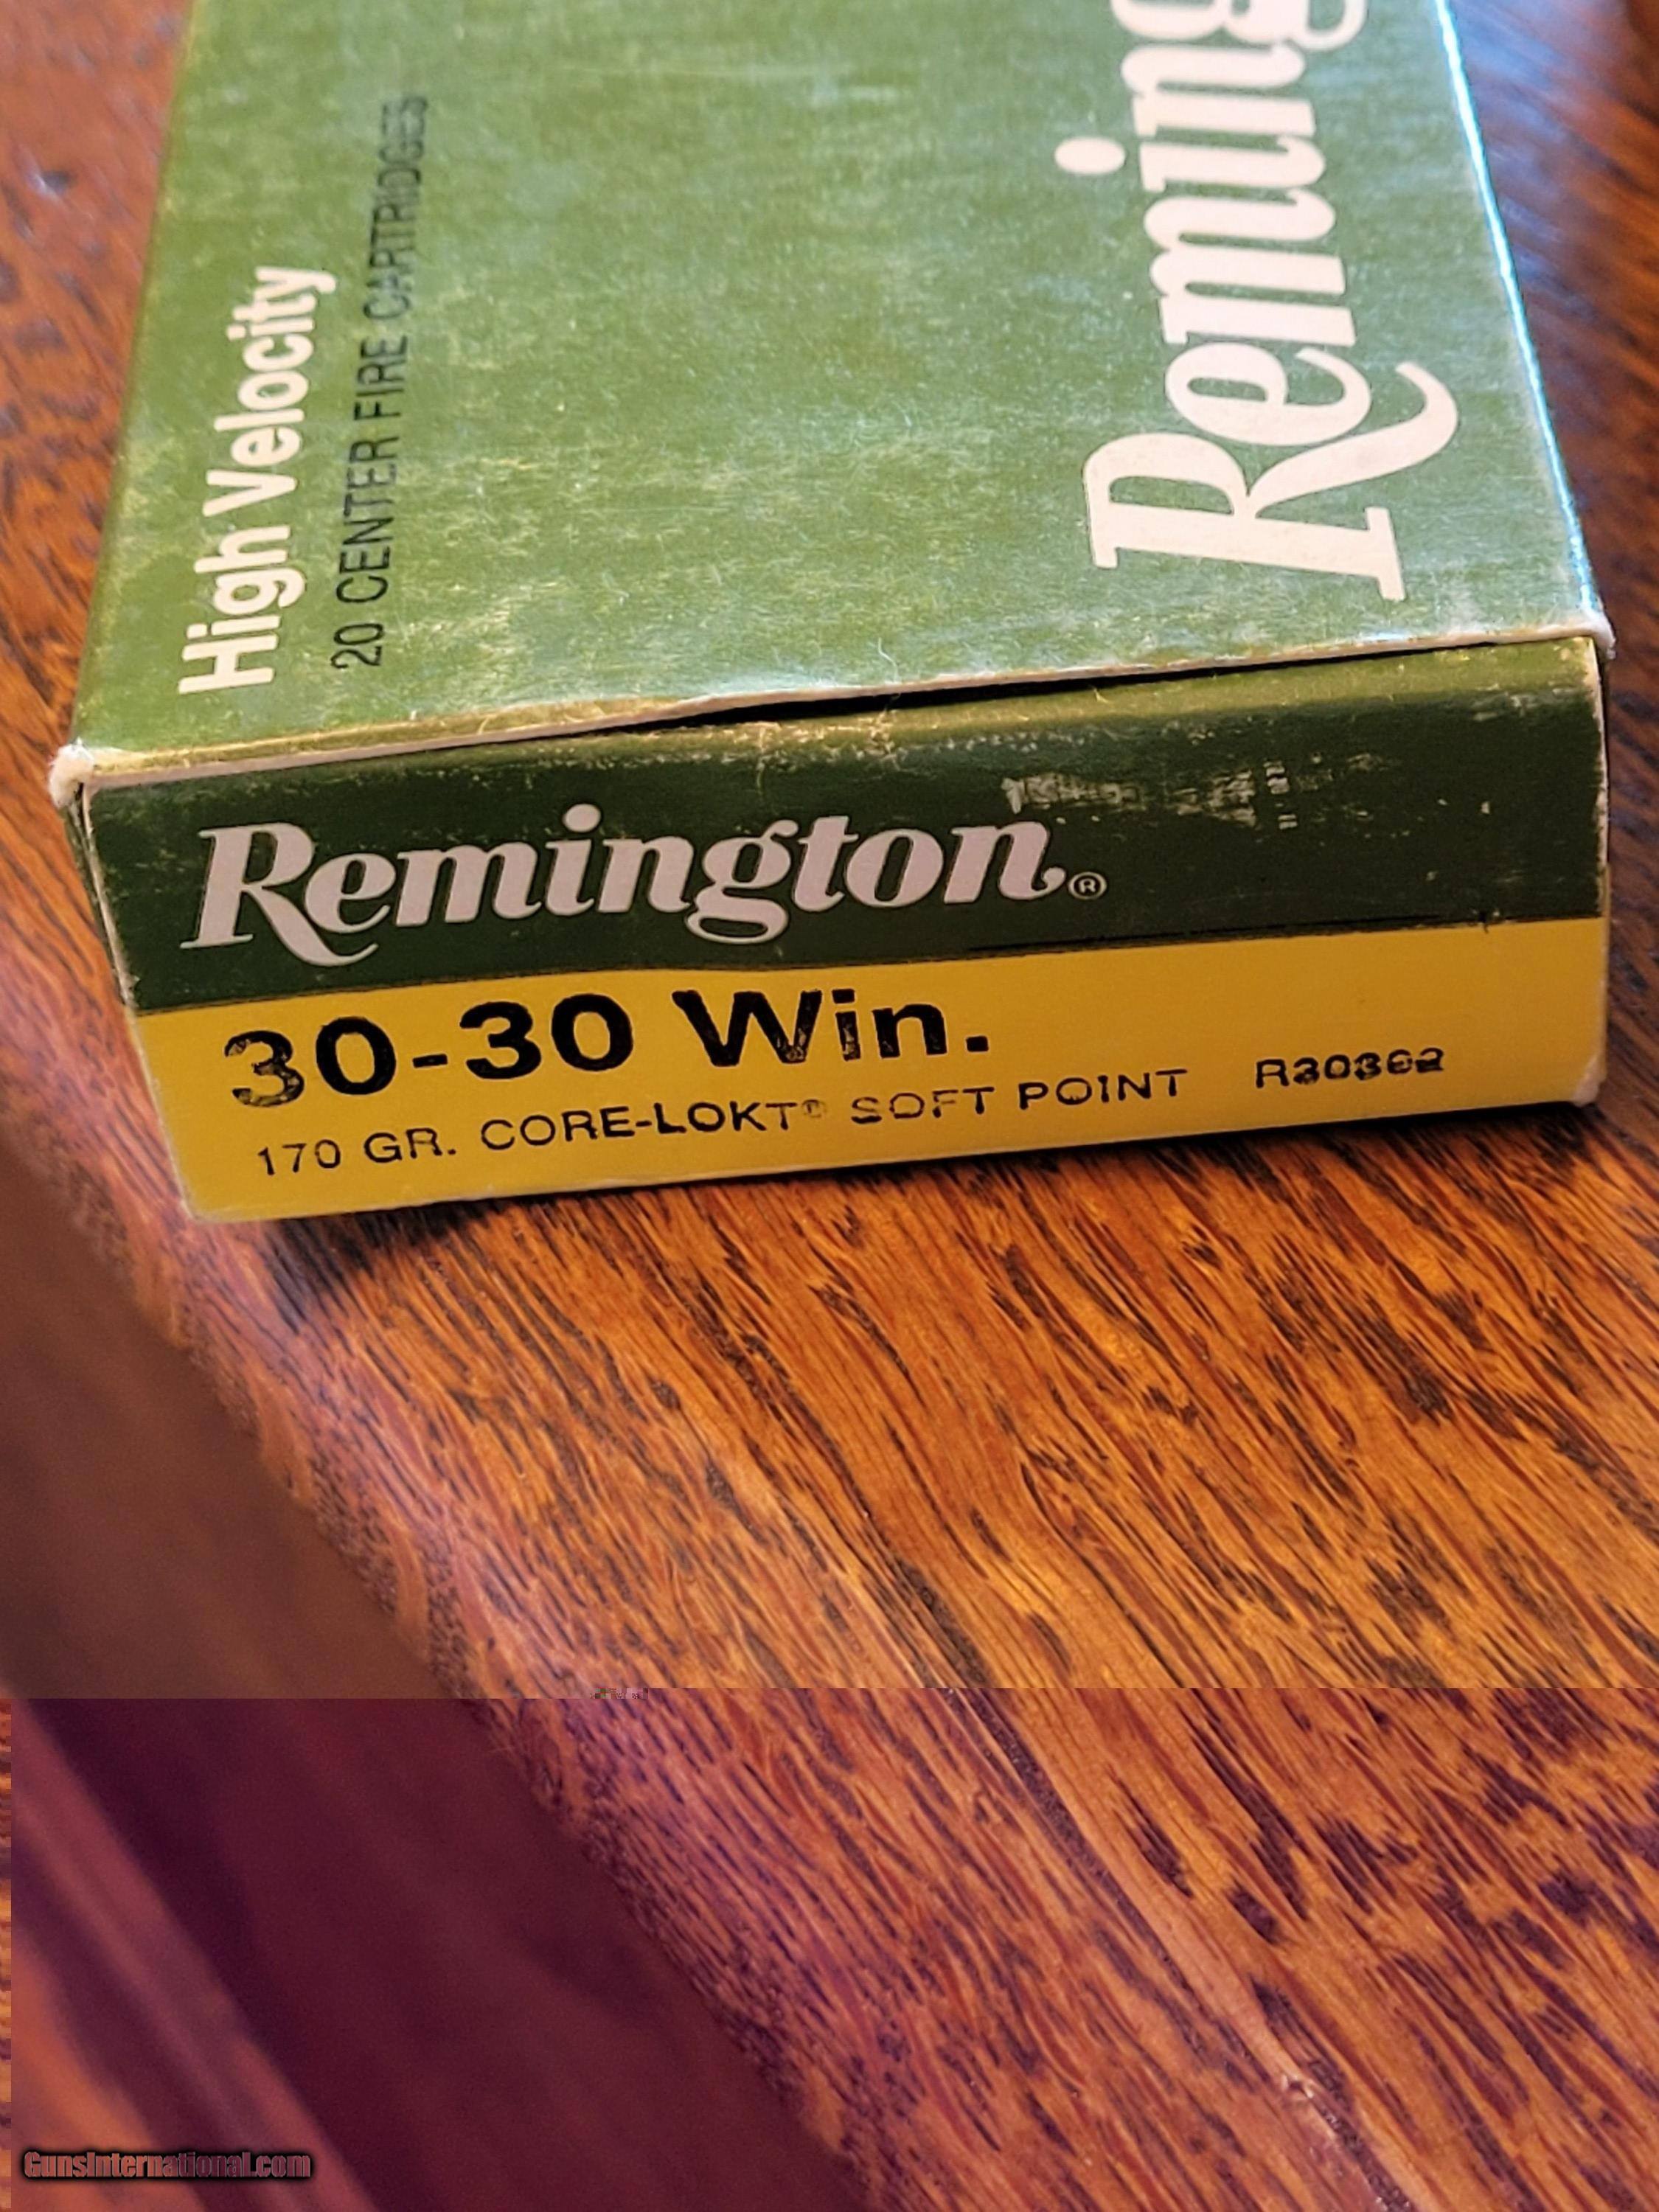 High Velocity
20 CENTER FIRE CARTRIDGES
Reming
Remington®
30-30 Win.
170 GR. CORE-LOKT® SOFT POINT R30302
GunsInternational.com